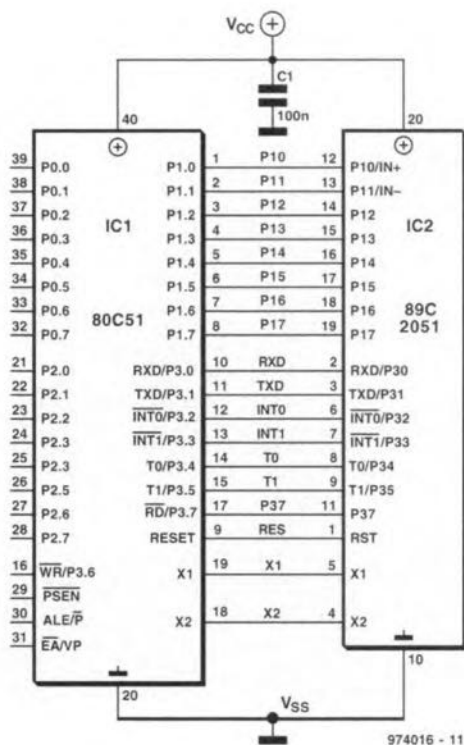 VCC
C1
100n
40
20
39 P0.0 P1.0 1 P10 12 P10/IN+
38 P0.1 P1.1 2 P11 13 P11/IN−
37 P0.2 IC1 P1.2 3 P12 14 P12 IC2
36 P0.3 P1.3 4 P13 15 P13
35 P0.4 P1.4 5 P14 16 P14
34 P0.5 P1.5 6 P15 17 P15
33 P0.6 80C51 P1.6 7 P16 18 P16 89C
32 P0.7 P1.7 8 P17 19 P17 2051
21 P2.0 RXD/P3.0 10 RXD 2 RXD/P30
22 P2.1 TXD/P3.1 11 TXD 3 TXD/P31
23 P2.2 INT0/P3.2 12 INT0 6 INT0/P32
24 P2.3 INT1/P3.3 13 INT1 7 INT1/P33
25 P2.3 T0/P3.4 14 T0 8 T0/P34
26 P2.5 T1/P3.5 15 T1 9 T1/P35
27 P2.6 RD/P3.7 17 P37 11 P37
28 P2.7 RESET 9 RES 1 RST
16 WR/P3.6 X1 19 X1 5 X1
29 PSEN
30 ALE/P X2 18 X2 4 X2
31 EA/VP
20
10
VSS
974016 - 11